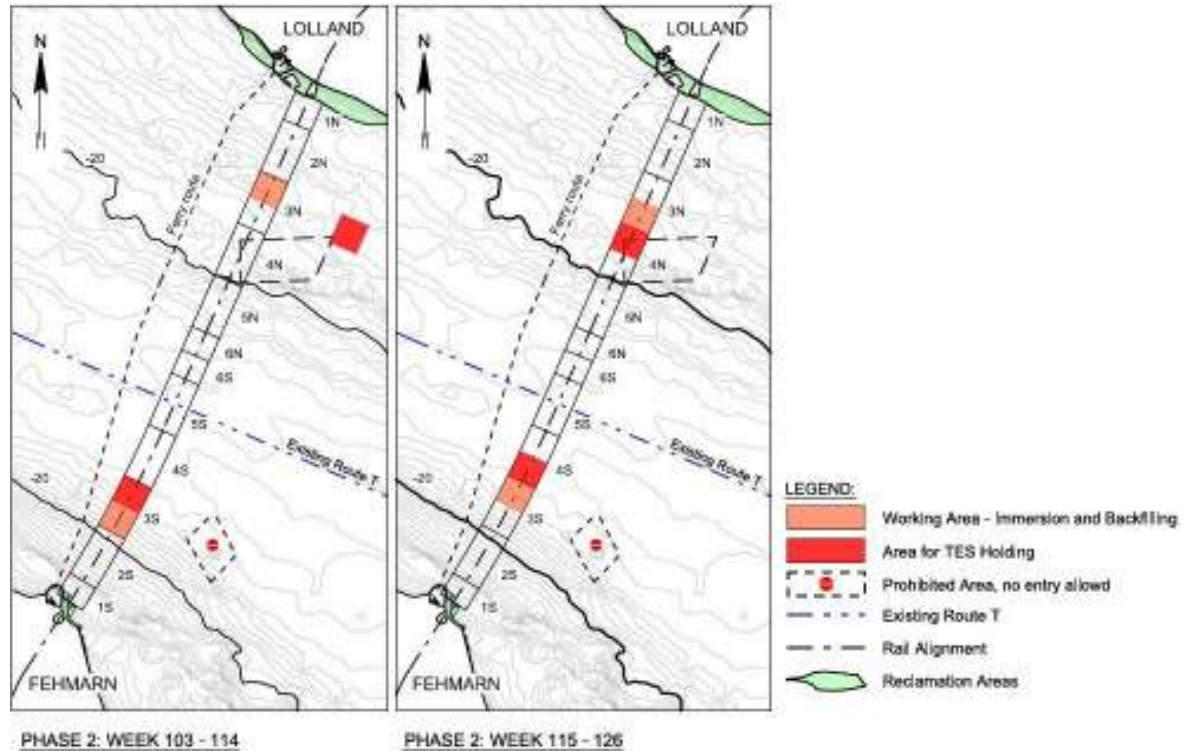 LOLLAND
N
1N
-20
2N
Ferry route
3N
4N
5N
6N
6S
5S
Existing Route T
4S
-20
3S
2S
1S
FEHMARN
PHASE 2: WEEK 103 - 114
LOLLAND
N
1N
-20
2N
Ferry route
3N
4N
5N
6N
6S
5S
Existing Route T
4S
-20
3S
2S
1S
FEHMARN
PHASE 2: WEEK 115 - 126
LEGEND:
Working Area - Immersion and Backfilling
Area for TES Holding
Prohibited Area, no entry allowd
Existing Route T
Rail Alignment
Reclamation Areas